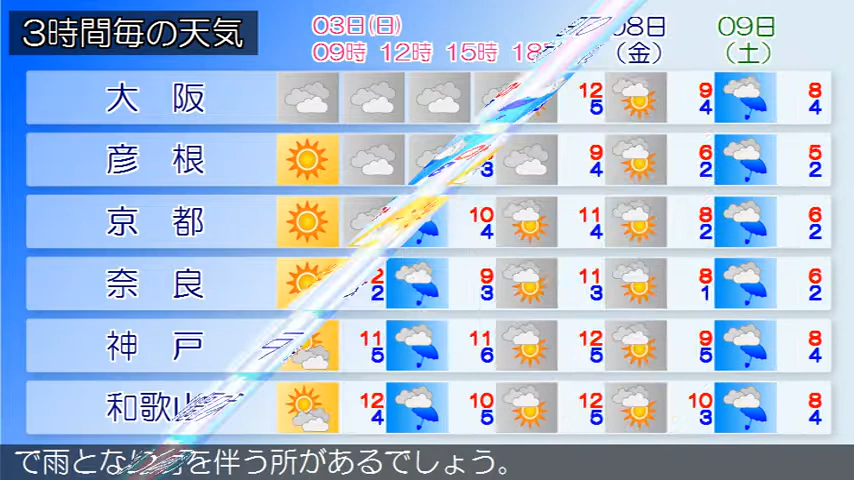 3時間毎の天気
03日(日)
08日
09日
09時 12時 15時
(金)
(土)
大 阪 12 5 9 4 8 4
彦 根 3 9 4 6 2 5 2
京 都 10 4 11 4 8 2 6 2
奈 良 2 9 3 11 3 8 1 6 2
神 戸 11 5 11 6 12 5 9 5 8 4
和歌山 12 4 10 5 12 5 10 3 8 4
で雨とな を伴う所があるでしょう。